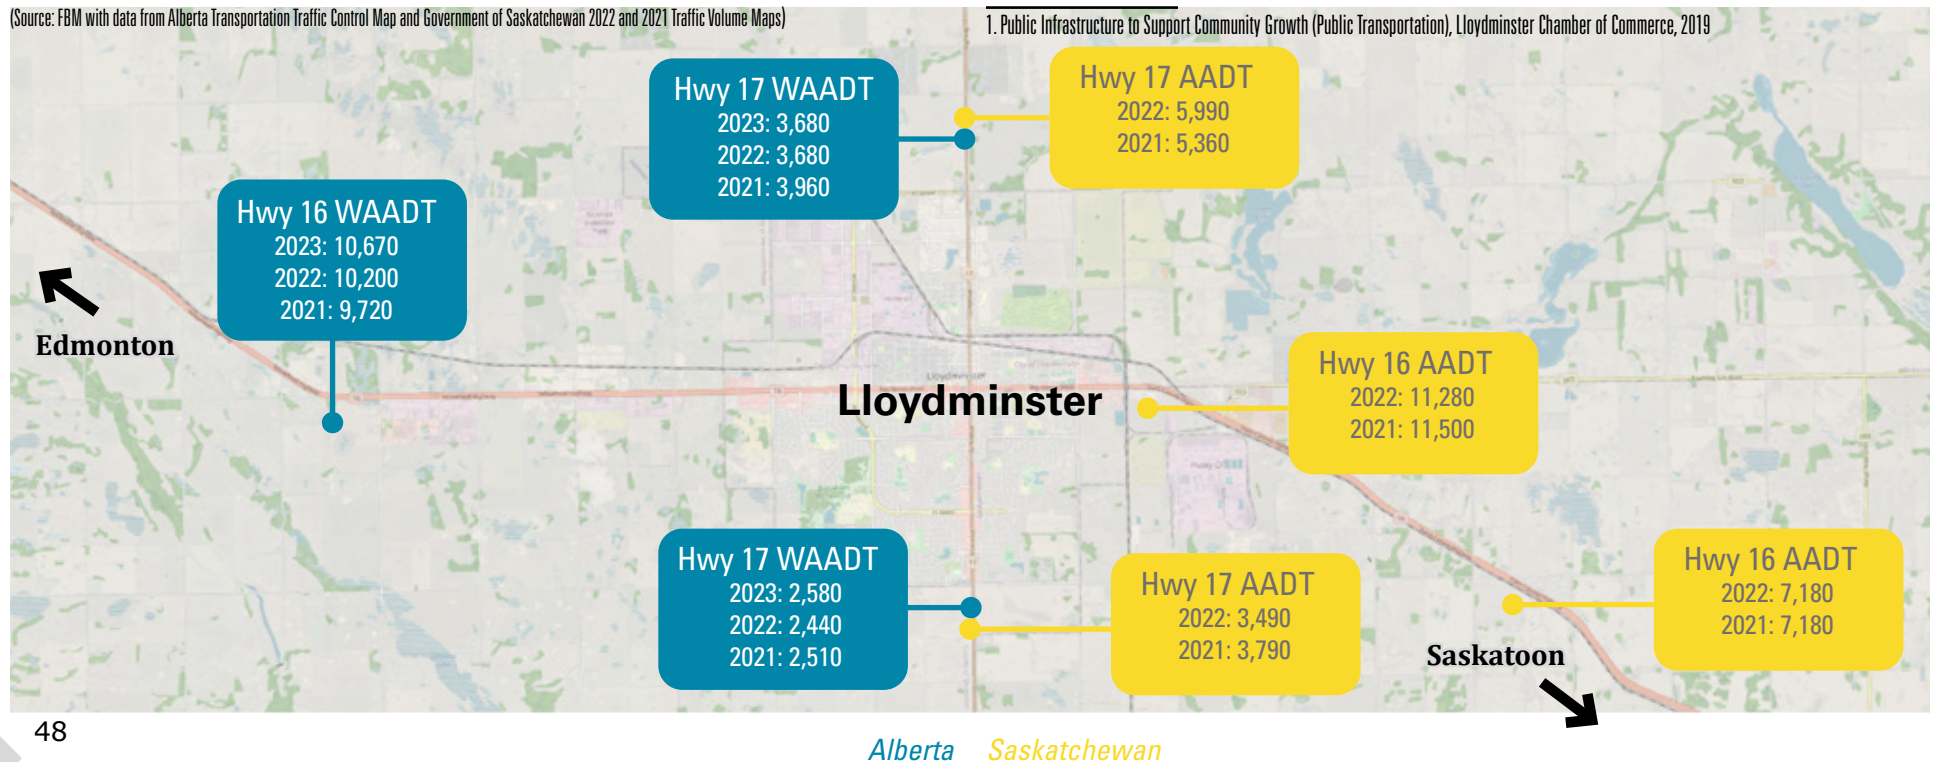 (Source: FBM with data from Alberta Transportation Traffic Control Map and Government of Saskatchewan 2022 and 2021 Traffic Volume Maps)
1. Public Infrastructure to Support Community Growth (Public Transportation), Lloydminster Chamber of Commerce, 2019
Hwy 17 WAADT
2023: 3,680
2022: 3,680
2021: 3,960
Hwy 17 AADT
2022: 5,990
2021: 5,360
Hwy 16 WAADT
2023: 10,670
2022: 10,200
2021: 9,720
Edmonton
Lloydminster
Lloydminster
Hwy 16 AADT
2022: 11,280
2021: 11,500
Hwy 17 WAADT
2023: 2,580
2022: 2,440
2021: 2,510
Hwy 17 AADT
2022: 3,490
2021: 3,790
Hwy 16 AADT
2022: 7,180
2021: 7,180
Saskatoon
48
Alberta Saskatchewan